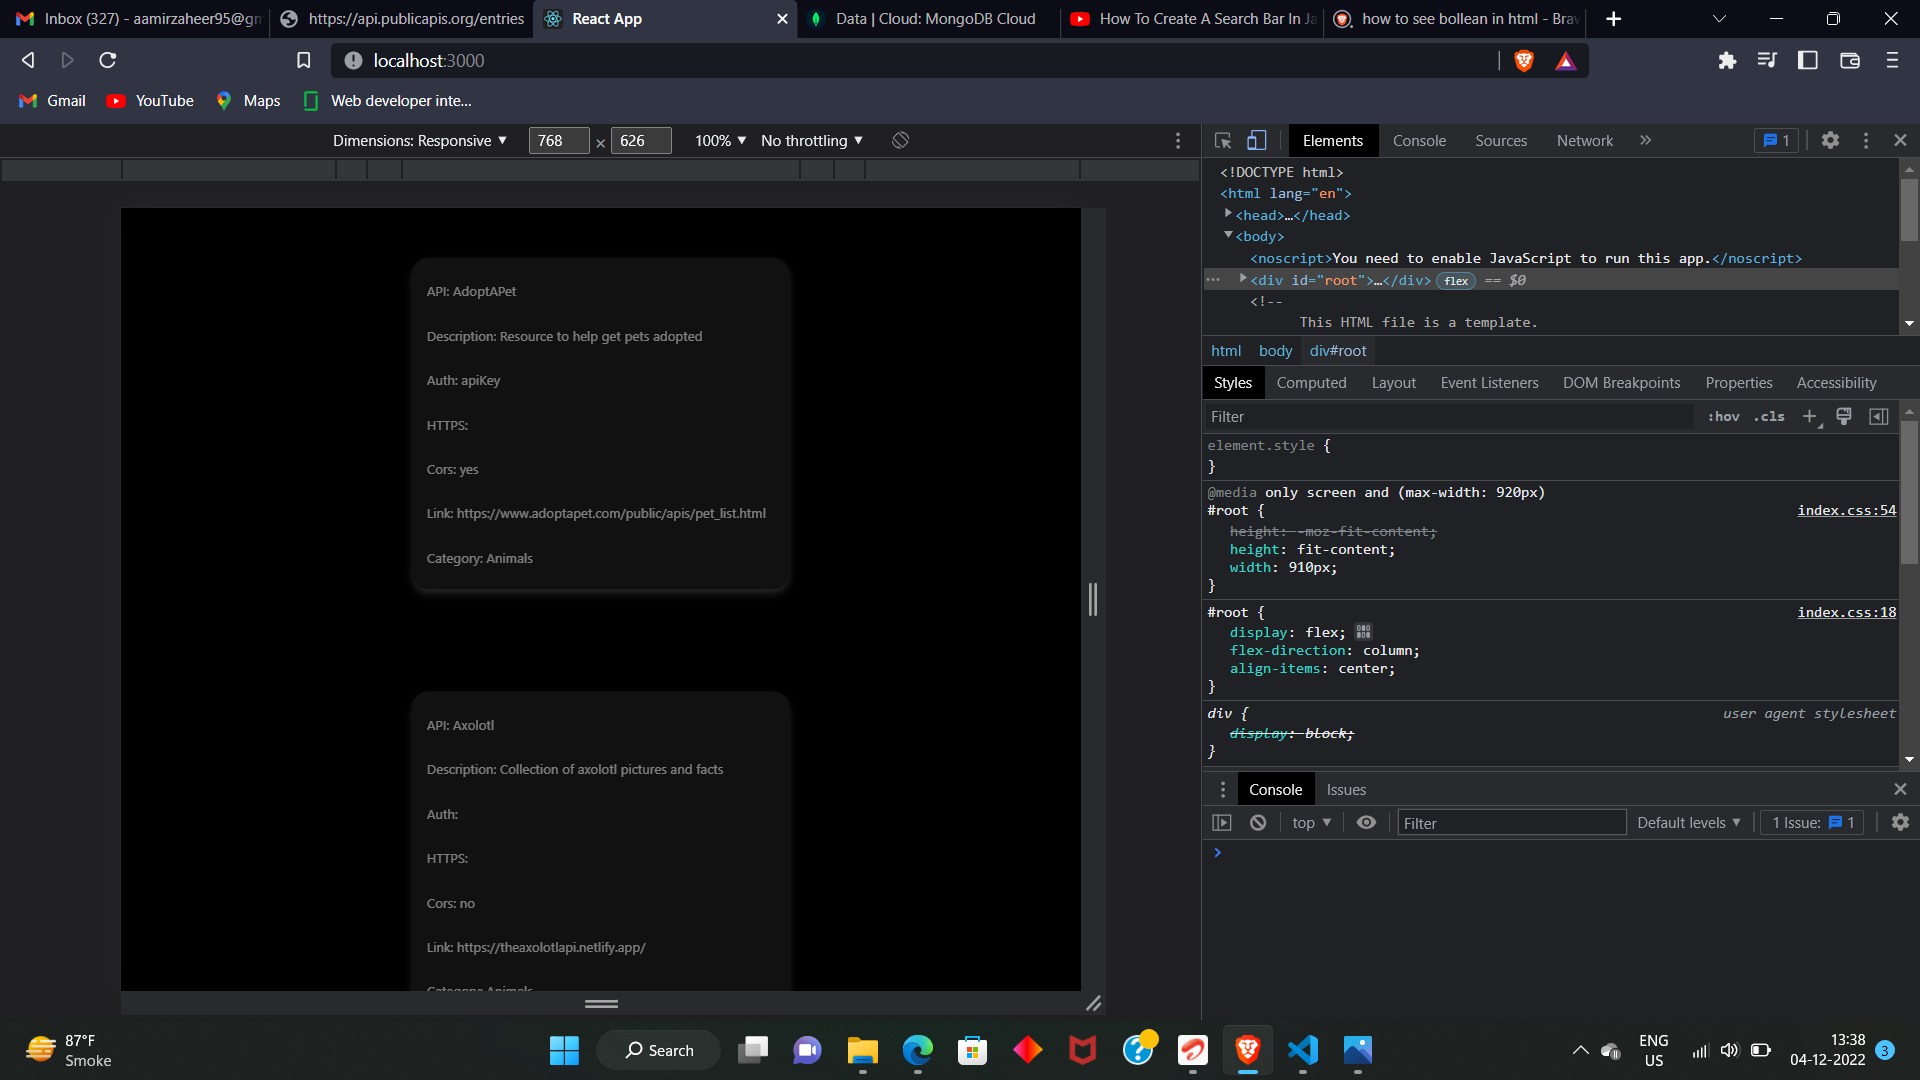 Inbox (327) - aamirzaheer95@gm
https://api.publicapis.org/entries
React App
Data | Cloud: MongoDB Cloud
How To Create A Search Bar In Ja
how to see bollean in html - Brav
localhost:3000
Gmail
YouTube
Maps
Web developer inte...
Dimensions: Responsive
768
×
626
100%
No throttling
Elements
Console
Sources
Network
1
<!DOCTYPE html>
<html lang="en">
<head>…</head>
<body>
<noscript>You need to enable JavaScript to run this app.</noscript>
<div id="root">…</div> flex == $0
<!--
This HTML file is a template.
html body div#root
Styles
Computed
Layout
Event Listeners
DOM Breakpoints
Properties
Accessibility
Filter
:hov .cls
element.style {
}
@media only screen and (max-width: 920px)
#root {
index.css:54
height: -moz-fit-content;
height: fit-content;
width: 910px;
}
#root {
index.css:18
display: flex;
flex-direction: column;
align-items: center;
}
div {
user agent stylesheet
display: block;
}
Console
Issues
top
Filter
Default levels
1 Issue: 1
API: AdoptAPet
Description: Resource to help get pets adopted
Auth: apiKey
HTTPS:
Cors: yes
Link: https://www.adoptapet.com/public/apis/pet_list.html
Category: Animals
API: Axolotl
Description: Collection of axolotl pictures and facts
Auth:
HTTPS:
Cors: no
Link: https://theaxolotlapi.netlify.app/
Category: Animals
87°F
Smoke
Search
ENG
US
13:38
04-12-2022
3